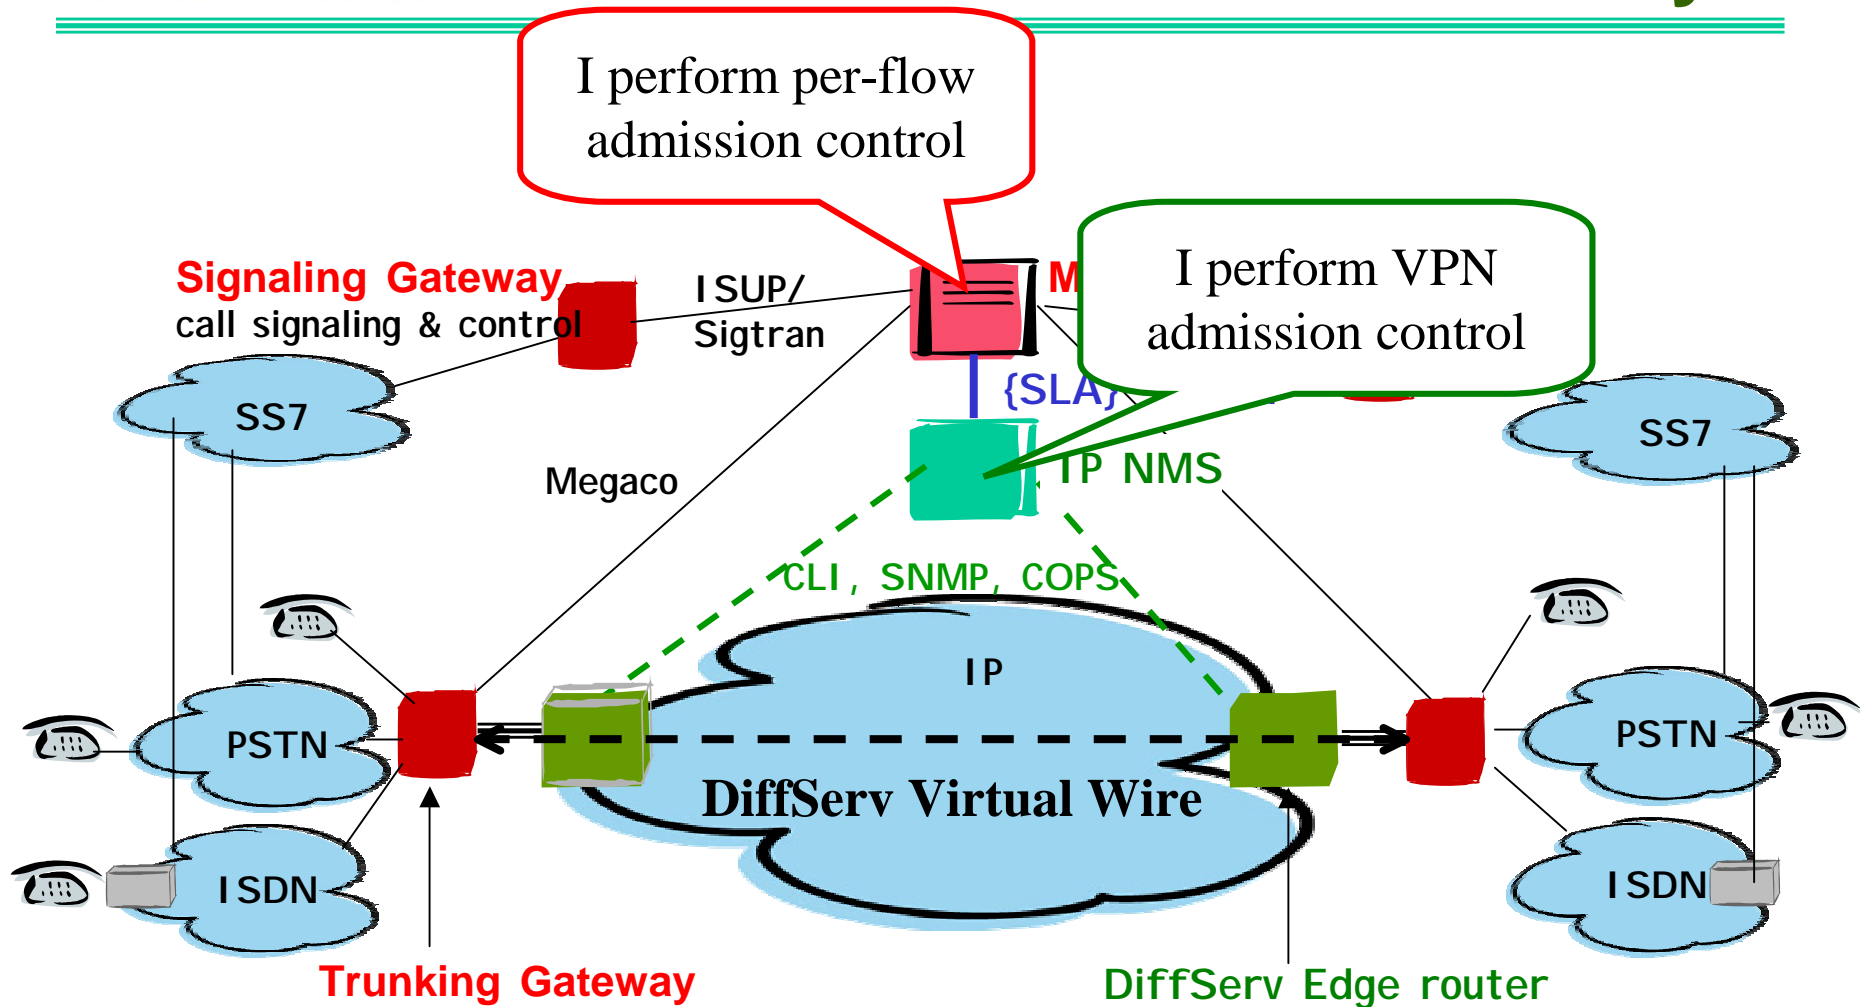 I perform per-flow
admission control
I perform VPN
admission control
Signaling Gateway
call signaling & control
ISUP/
Sigtran
M
{SLA}
SS7
SS7
IP NMS
Megaco
CLI, SNMP, COPS
IP
PSTN
PSTN
DiffServ Virtual Wire
ISDN
ISDN
Trunking Gateway
DiffServ Edge router